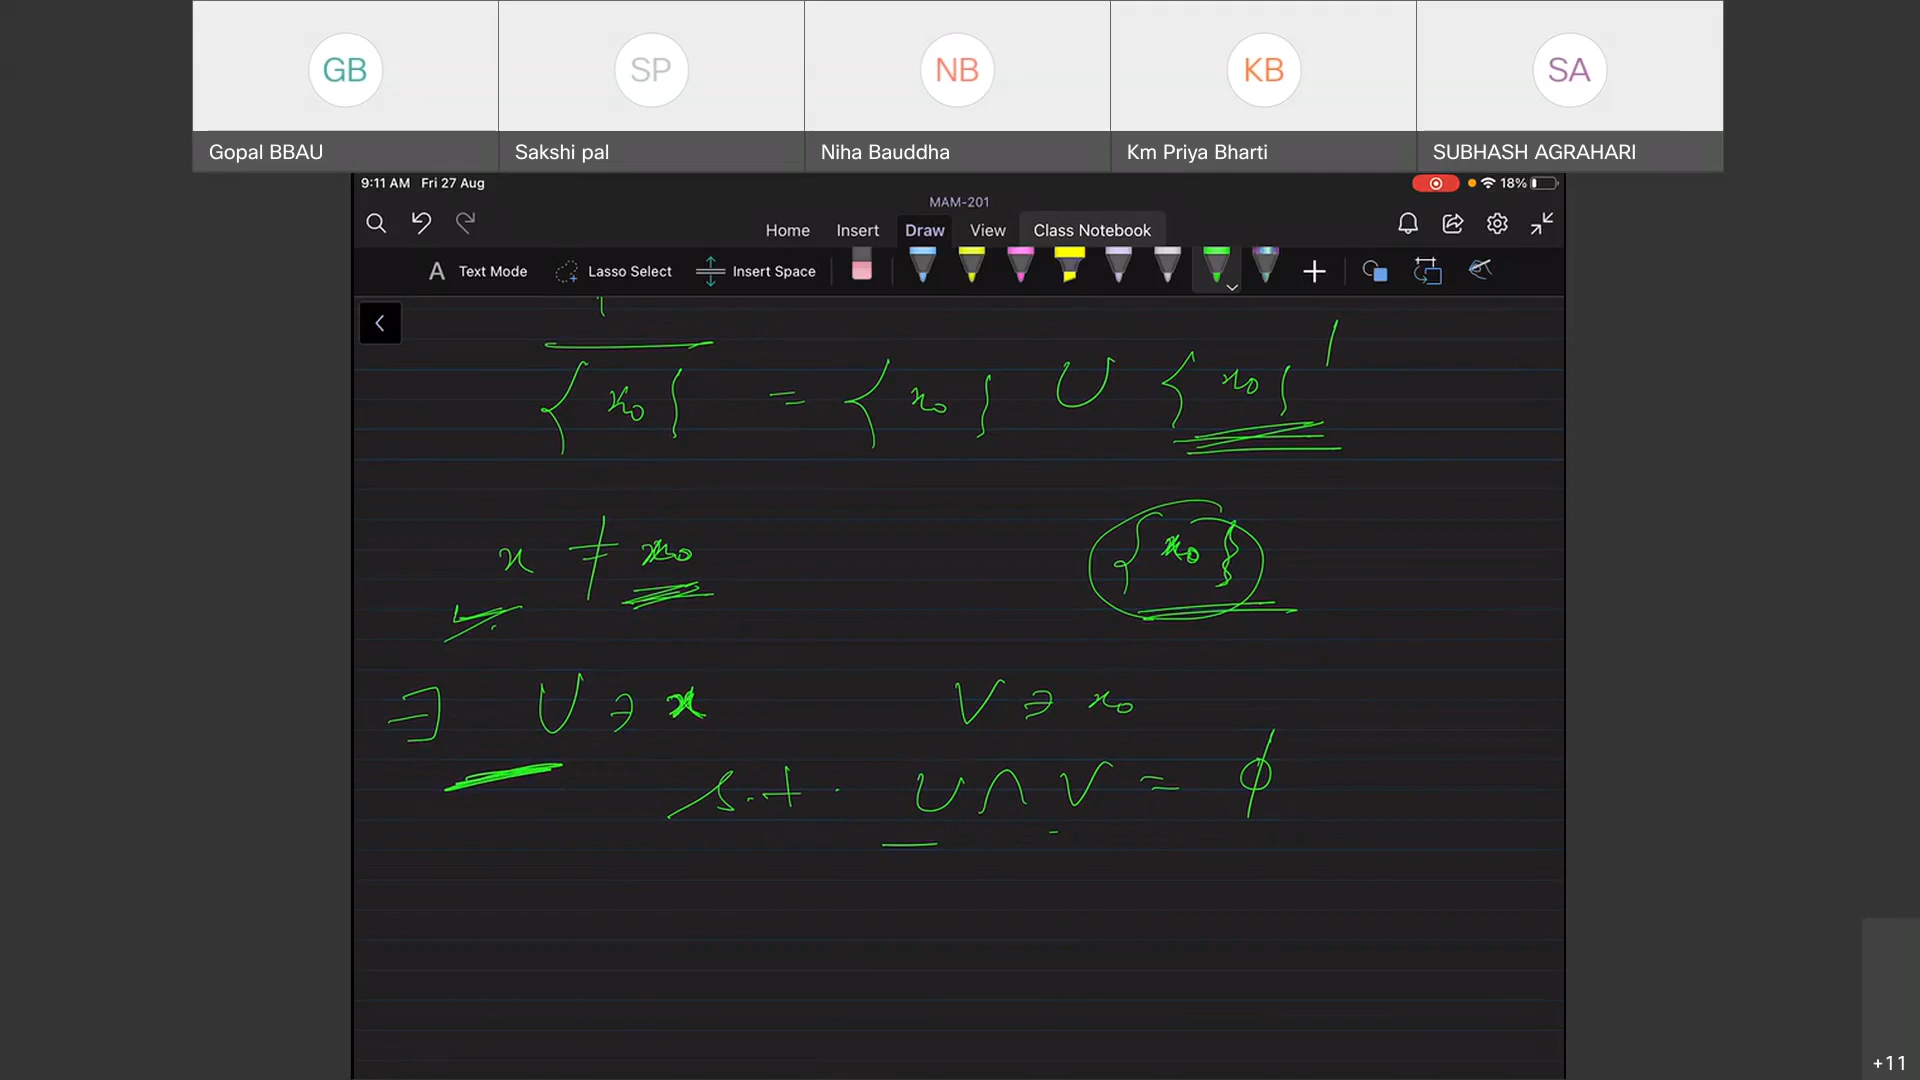 GB SP NB KB SA
Gopal BBAU Sakshi pal Niha Bauddha Km Priya Bharti SUBHASH AGRAHARI
9:11 AM Fri 27 Aug 18%
MAM-201
Home Insert Draw View Class Notebook
A Text Mode Lasso Select Insert Space
{x₀} = {x₀} ∪ {x₀}'
x ≠ x₀ {x₀}
∃ U ∋ x V ∋ x₀
s.t. U ∩ V = ϕ
+11